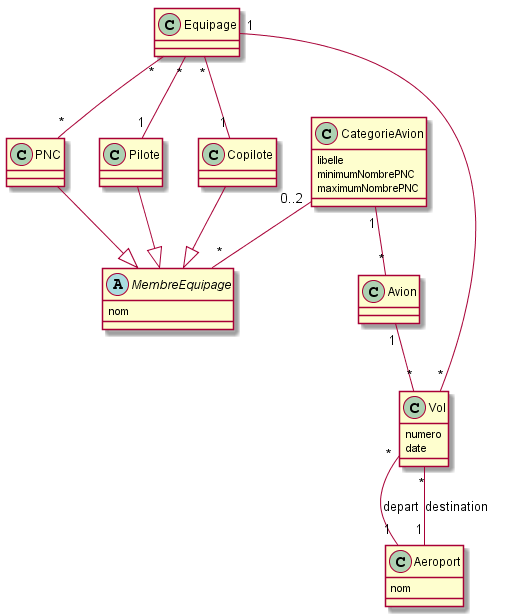 C Equipage 1
* * *
* 1 1
C PNC
C Pilote
C Copilote
C CategorieAvion
libelle
minimumNombrePNC
maximumNombrePNC
0..2 1
* *
A MembreEquipage
nom
C Avion
1
* *
C Vol
numero
date
* *
depart destination
1 1
C Aeroport
nom